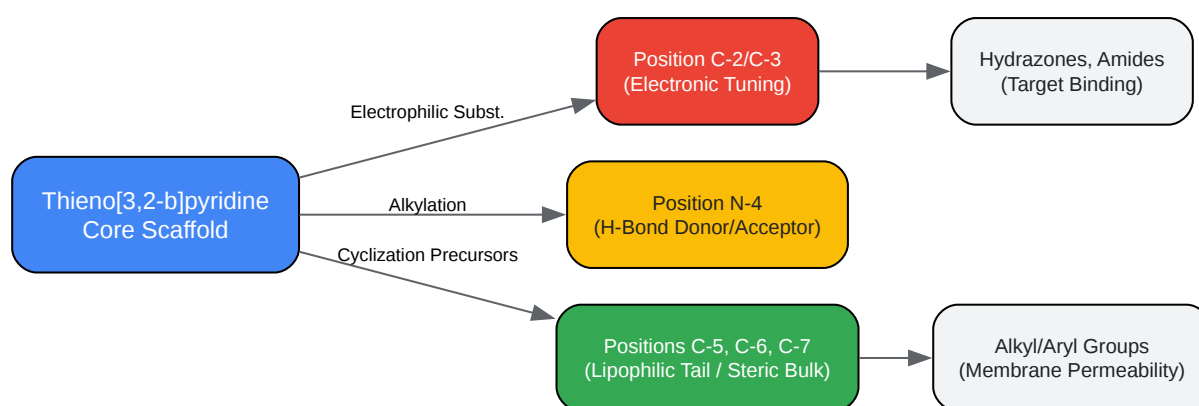 Thieno[3,2-b]pyridine
Core Scaffold
Electrophilic Subst.
Alkylation
Cyclization Precursors
Position C-2/C-3
(Electronic Tuning)
Hydrazones, Amides
(Target Binding)
Position N-4
(H-Bond Donor/Acceptor)
Positions C-5, C-6, C-7
(Lipophilic Tail / Steric Bulk)
Alkyl/Aryl Groups
(Membrane Permeability)